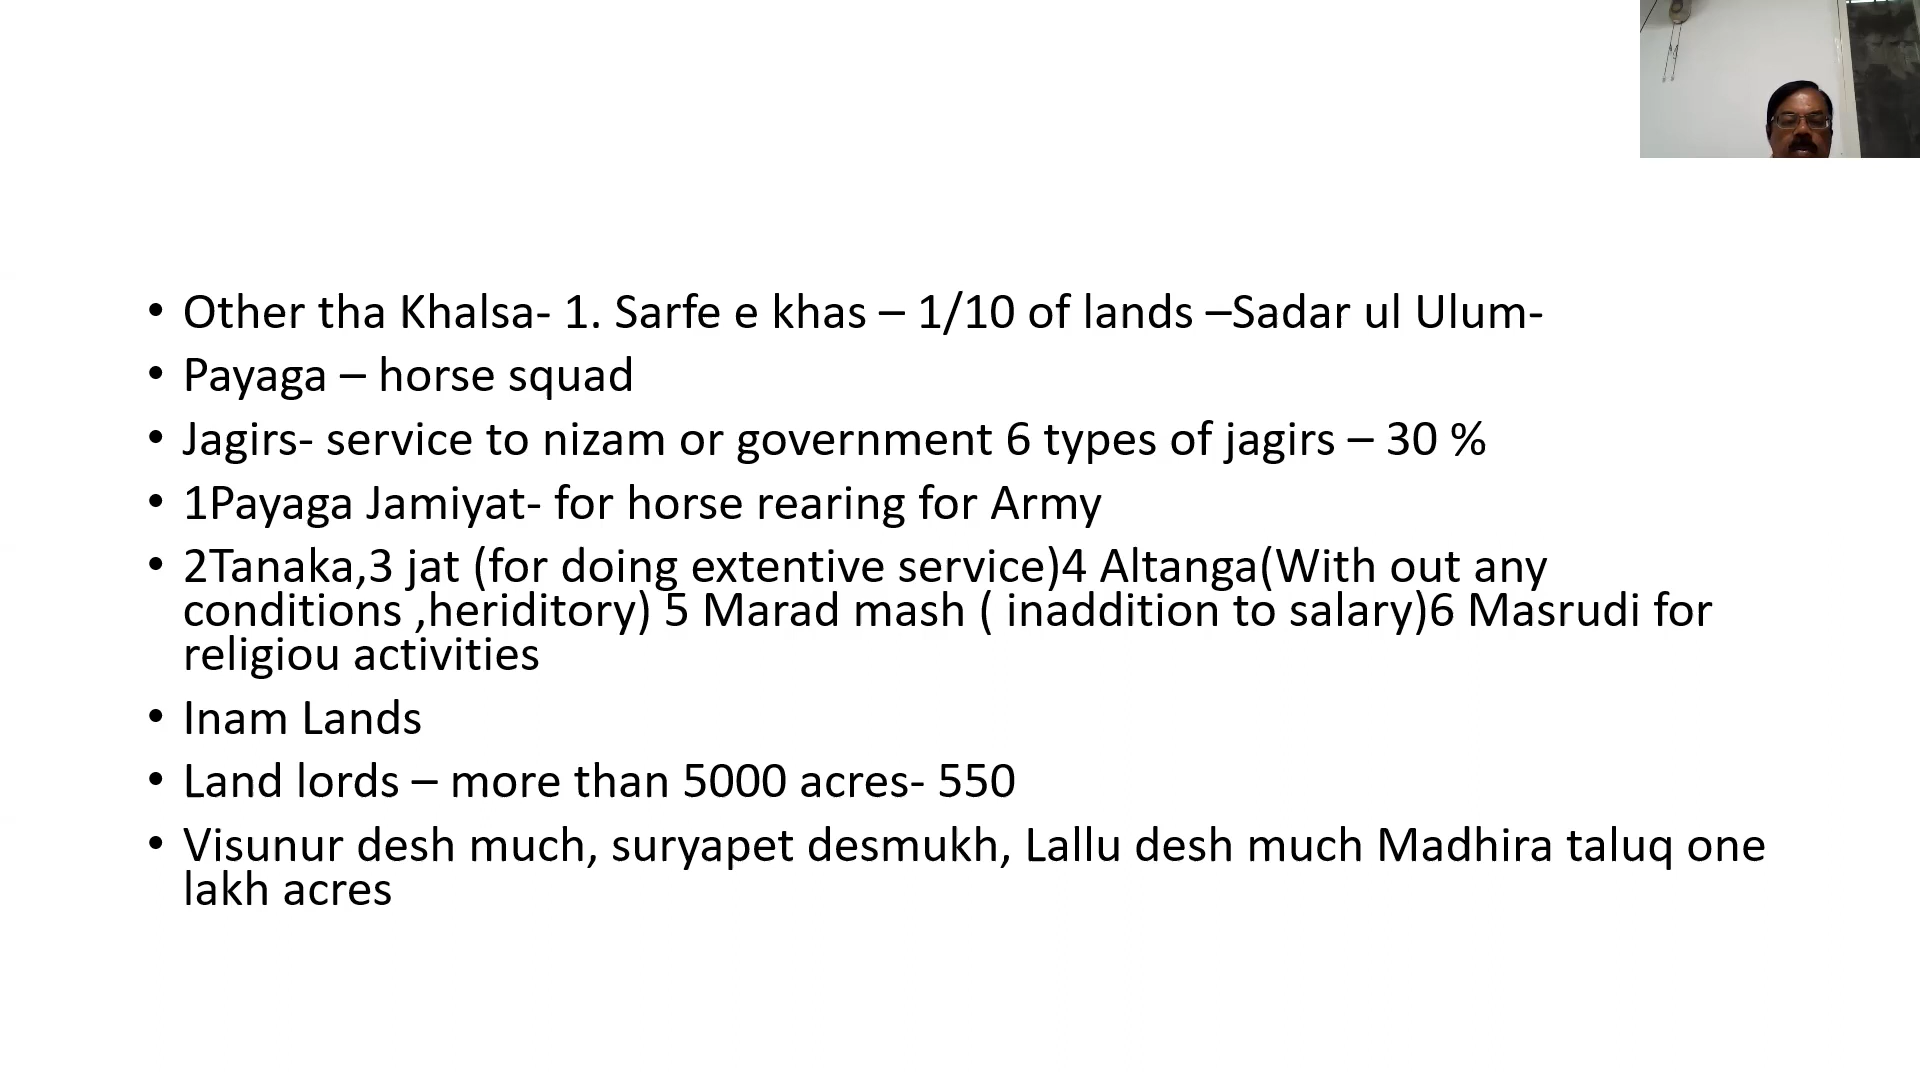 • Other tha Khalsa- 1. Sarfe e khas – 1/10 of lands –Sadar ul Ulum-
• Payaga – horse squad
• Jagirs- service to nizam or government 6 types of jagirs – 30 %
• 1Payaga Jamiyat- for horse rearing for Army
• 2Tanaka,3 jat (for doing extentive service)4 Altanga(With out any
conditions ,heriditory) 5 Marad mash ( inaddition to salary)6 Masrudi for
religiou activities
• Inam Lands
• Land lords – more than 5000 acres- 550
• Visunur desh much, suryapet desmukh, Lallu desh much Madhira taluq one
lakh acres